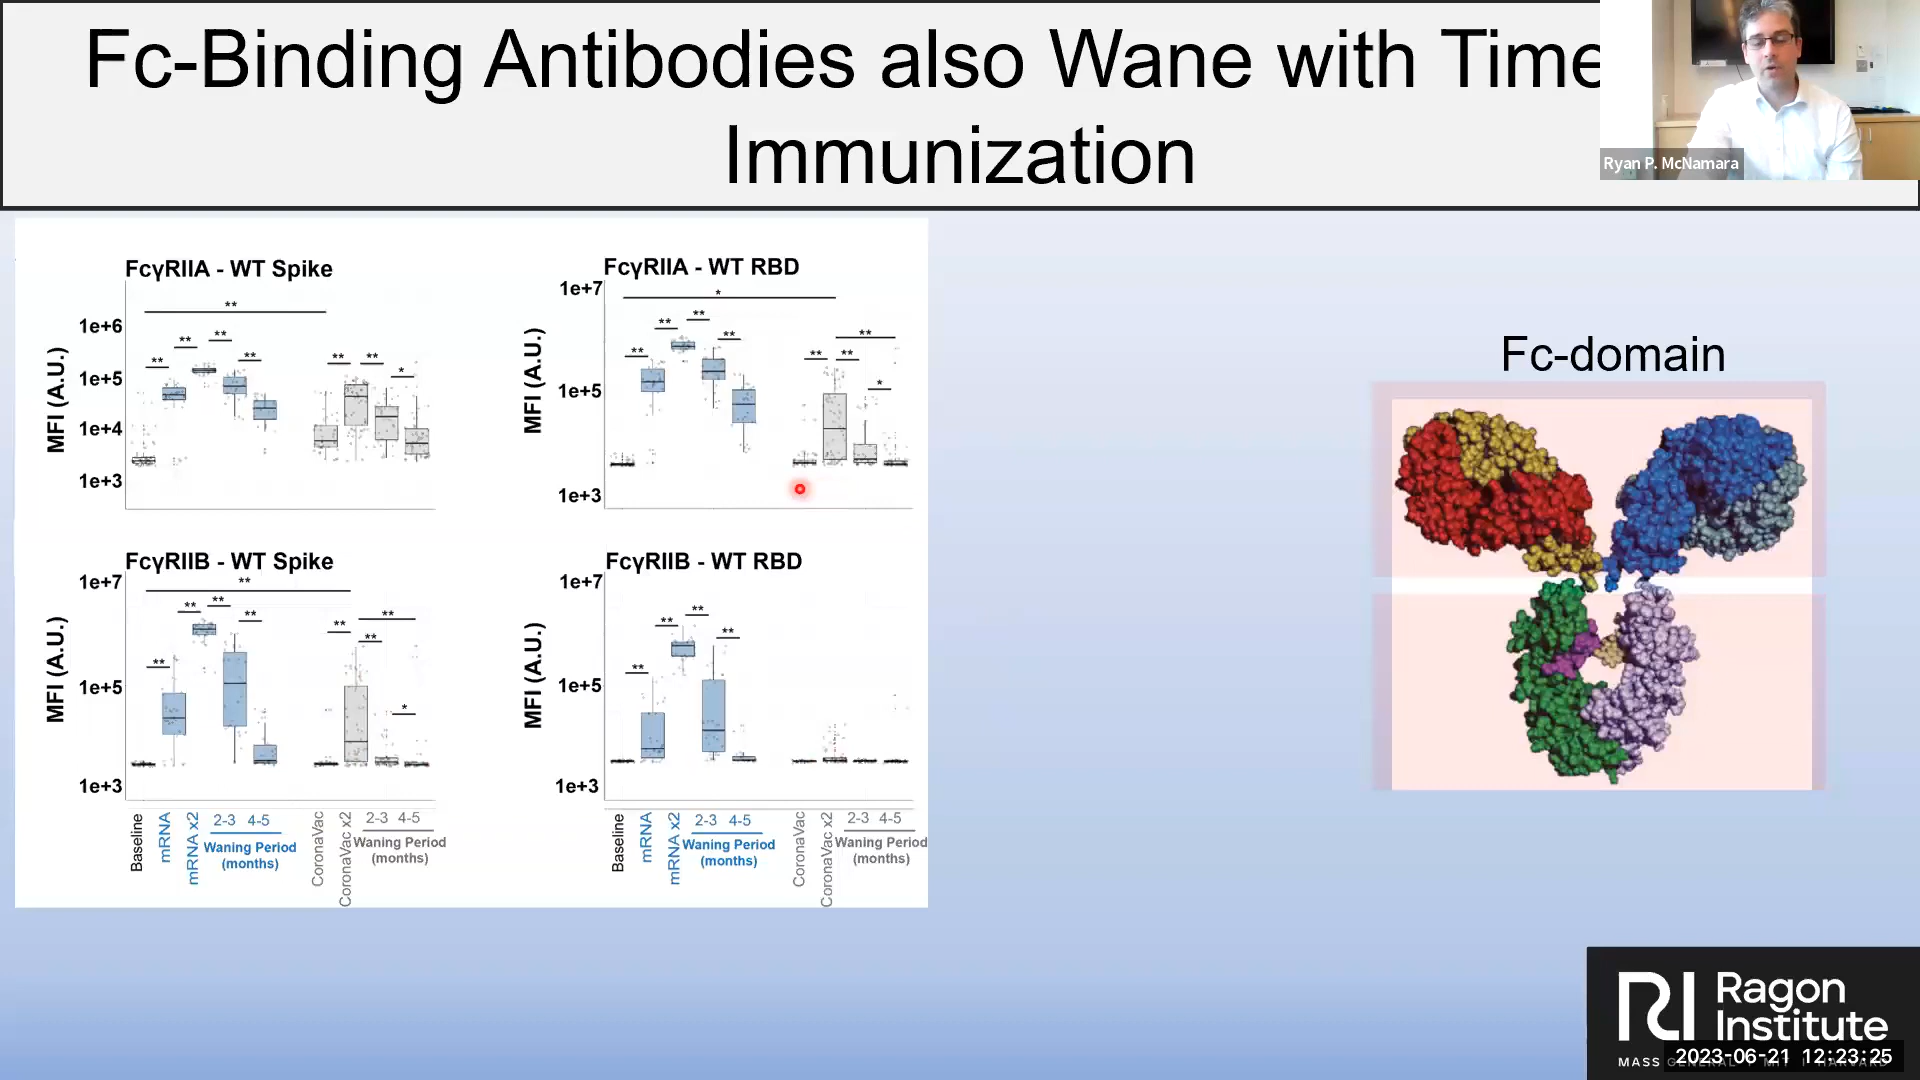 Fc-Binding Antibodies also Wane with Time
Immunization
Ryan P. McNamara
FcγRIIA - WT Spike
MFI (A.U.)
1e+6
1e+5
1e+4
1e+3
**
**
**
**
**
**
**
*
FcγRIIA - WT RBD
MFI (A.U.)
1e+7
1e+5
1e+3
*
**
**
**
**
**
**
**
*
FcγRIIB - WT Spike
MFI (A.U.)
1e+7
1e+5
1e+3
**
**
**
**
**
**
**
**
*
FcγRIIB - WT RBD
MFI (A.U.)
1e+7
1e+5
1e+3
**
**
**
**
Baseline
mRNA
mRNA x2
2-3 4-5
Waning Period
(months)
CoronaVac
CoronaVac x2
2-3 4-5
Waning Period
(months)
Baseline
mRNA
mRNA x2
2-3 4-5
Waning Period
(months)
CoronaVac
CoronaVac x2
2-3 4-5
Waning Period
(months)
Fc-domain
RI
Ragon
Institute
MASS
2023-06-21 12:23:25